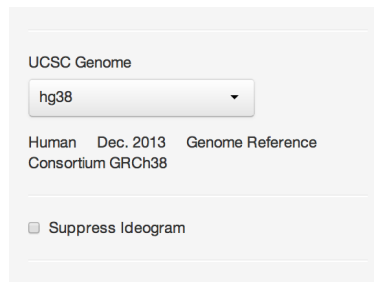 UCSC Genome
hg38
Human Dec. 2013 Genome Reference
Consortium GRCh38
Suppress Ideogram